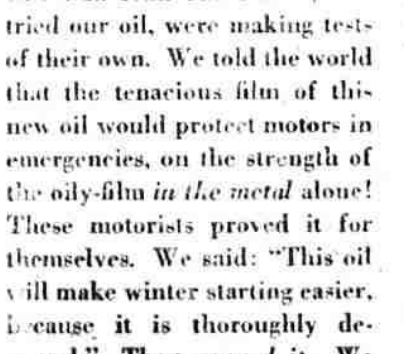 tried our oil, were making tests
of their own. We told the world
that the tenacious film of this
new oil would protect motors in
emergencies, on the strength of
the oily-film in the metal alone!
These motorists proved it for
themselves. We said: "This oil
will make winter starting easier,
because it is thoroughly de-